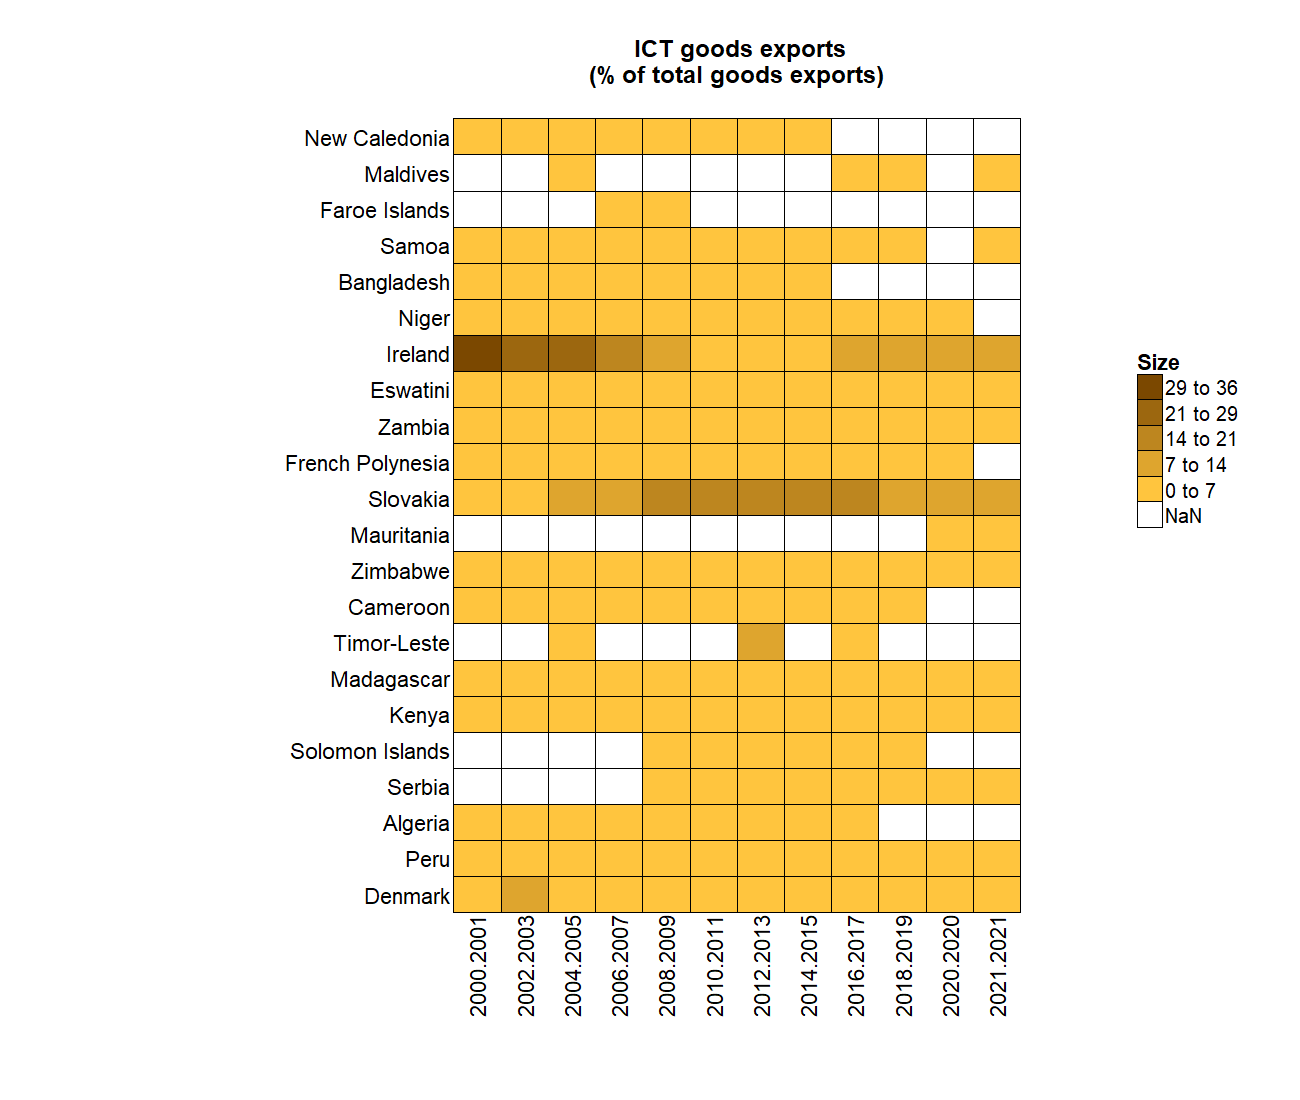 ICT goods exports
(% of total goods exports)
New Caledonia
Maldives
Faroe Islands
Samoa
Bangladesh
Niger
Ireland
Eswatini
Zambia
French Polynesia
Slovakia
Mauritania
Zimbabwe
Cameroon
Timor-Leste
Madagascar
Kenya
Solomon Islands
Serbia
Algeria
Peru
Denmark
2000.2001
2002.2003
2004.2005
2006.2007
2008.2009
2010.2011
2012.2013
2014.2015
2016.2017
2018.2019
2020.2020
2021.2021
Size
29 to 36
21 to 29
14 to 21
7 to 14
0 to 7
NaN